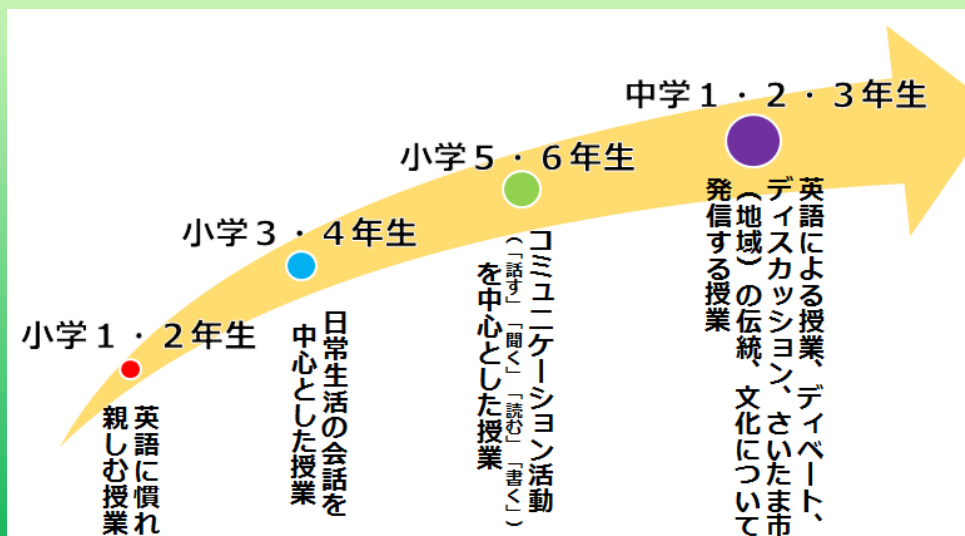 小学１・２年生
英語に慣れ
親しむ授業
小学３・４年生
日常生活の会話を
中心とした授業
小学５・６年生
コミュニケーション活動
（「話す」「聞く」「読む」「書く」）
を中心とした授業
中学１・２・３年生
英語による授業、ディベート、
ディスカッション、さいたま市
（地域）の伝統、文化について
発信する授業